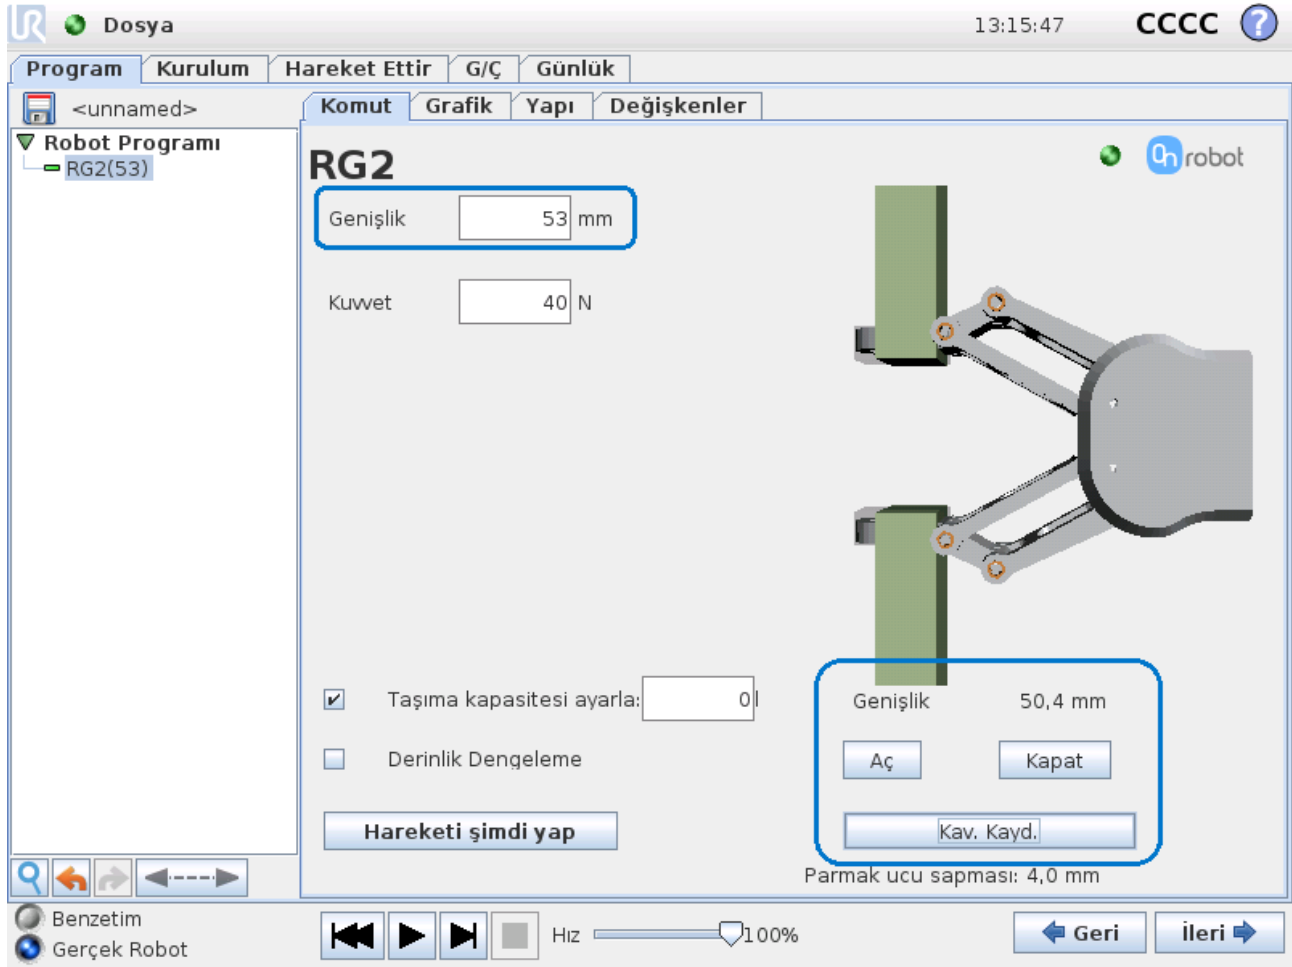 UR Dosya 13:15:47 CCCC ?
Program Kurulum Hareket Ettir G/Ç Günlük
<unnamed> Komut Grafik Yapı Değişkenler
Robot Programı
RG2(53)
RG2
On robot
Genişlik 53 mm
Kuvvet 40 N
Taşıma kapasitesi ayarla: 0
Genişlik 50,4 mm
Derinlik Dengeleme
Aç Kapat
Hareketi şimdi yap
Kav. Kayd.
Parmak ucu sapması: 4,0 mm
Benzetim
Gerçek Robot
Hız 100%
Geri İleri